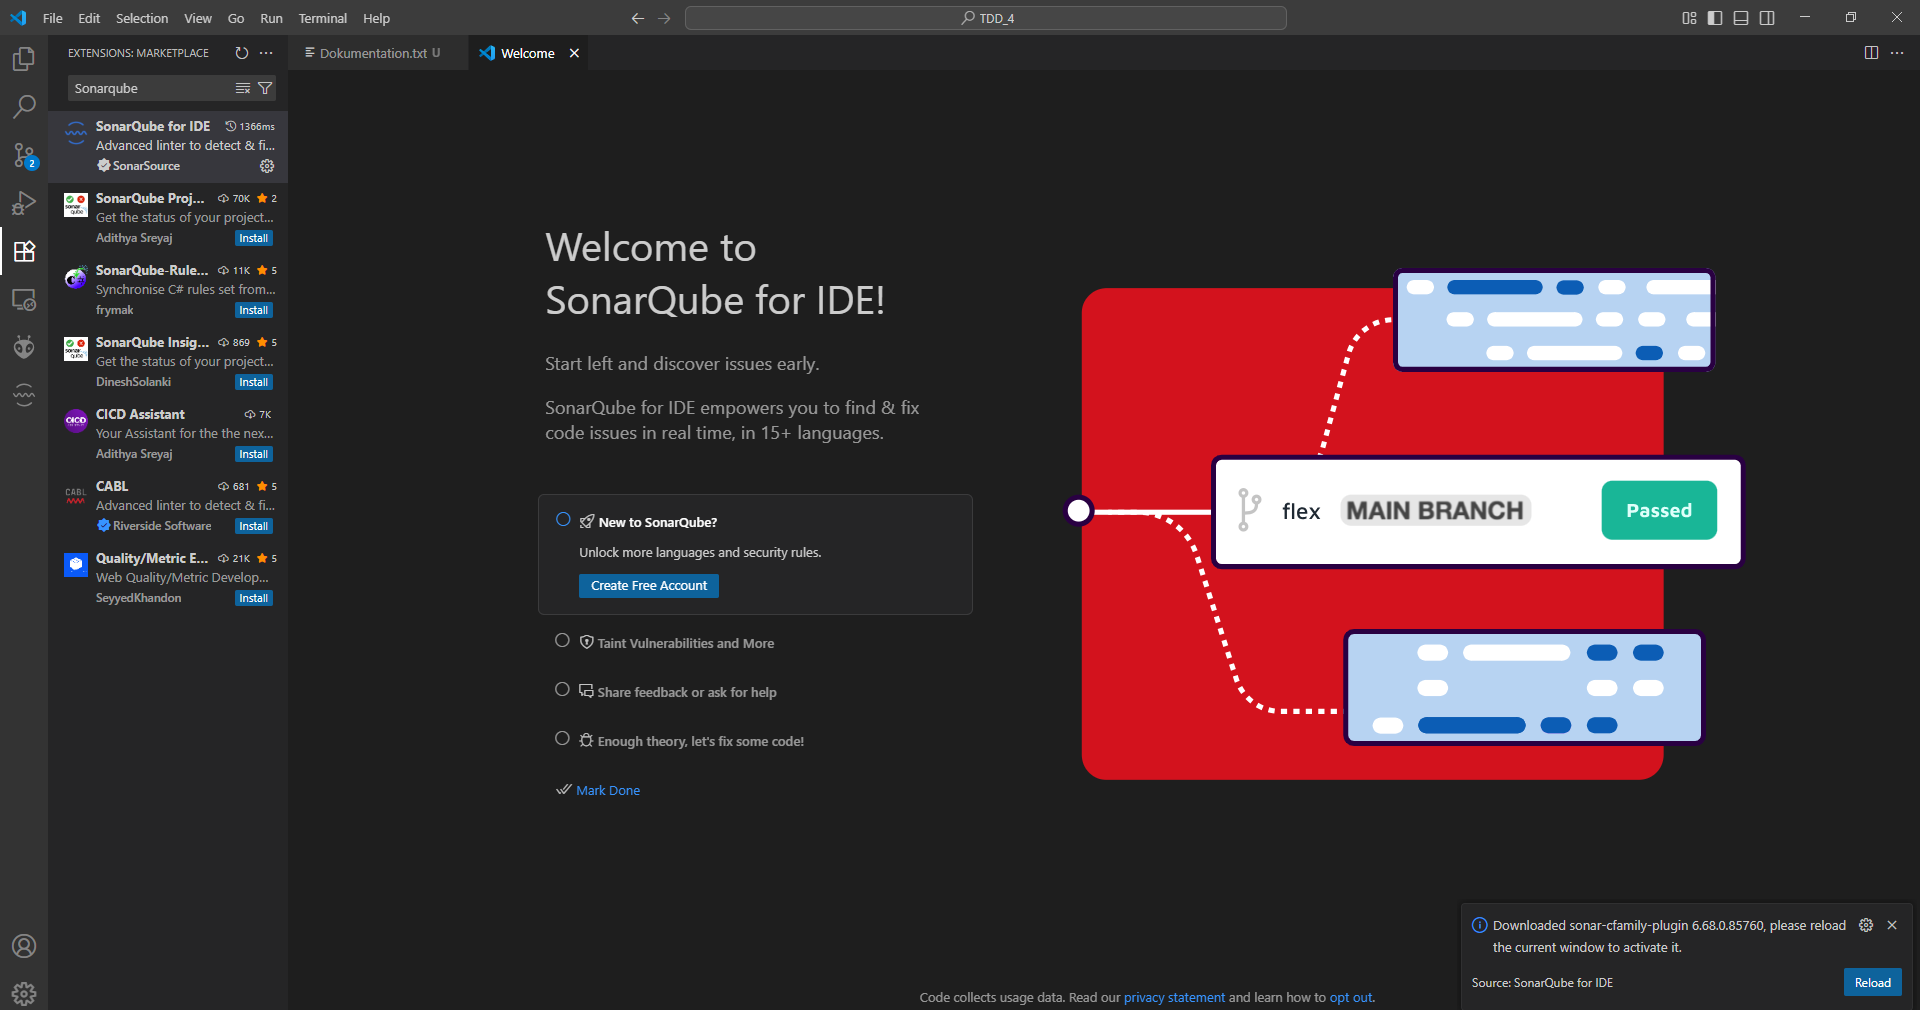 File Edit Selection View Go Run Terminal Help
TDD_4
EXTENSIONS: MARKETPLACE
Dokumentation.txt U
Welcome
Sonarqube
SonarQube for IDE 1366ms
Advanced linter to detect & fi...
SonarSource
SonarQube Proj... 70K 2
Get the status of your project...
Adithya Sreyaj Install
SonarQube-Rule... 11K 5
Synchronise C# rules set from...
frymak Install
SonarQube Insig... 869 5
Get the status of your project...
DineshSolanki Install
CICD Assistant 7K
Your Assistant for the the nex...
Adithya Sreyaj Install
CABL 681 5
Advanced linter to detect & fi...
Riverside Software Install
Quality/Metric E... 21K 5
Web Quality/Metric Develop...
SeyyedKhandon Install
2
sonar
qube
sonar
qube
CICD
CABL
Welcome to
SonarQube for IDE!
Start left and discover issues early.
SonarQube for IDE empowers you to find & fix
code issues in real time, in 15+ languages.
New to SonarQube?
Unlock more languages and security rules.
Create Free Account
Taint Vulnerabilities and More
Share feedback or ask for help
Enough theory, let's fix some code!
Mark Done
flex MAIN BRANCH Passed
Downloaded sonar-cfamily-plugin 6.68.0.85760, please reload
the current window to activate it.
Source: SonarQube for IDE Reload
Code collects usage data. Read our privacy statement and learn how to opt out.